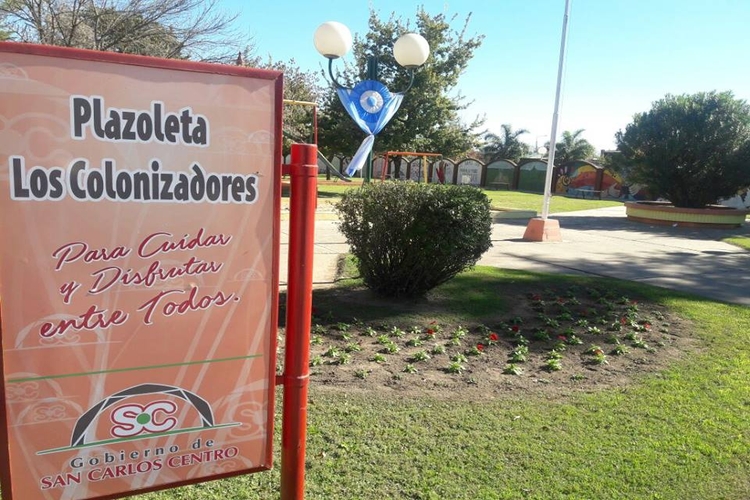 Plazoleta
Los Colonizadores
Para Cuidar
y Disfrutar
entre Todos.
SC
Gobierno de
SAN CARLOS CENTRO